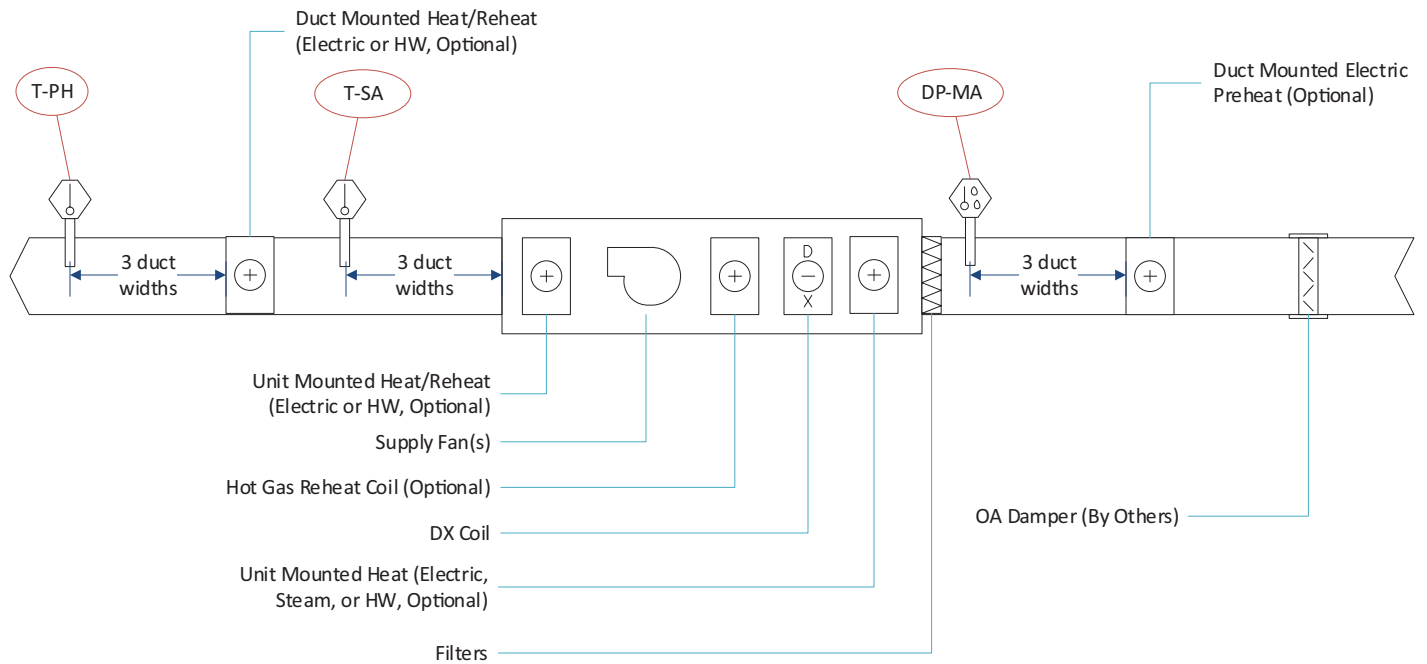 Duct Mounted Heat/Reheat
(Electric or HW, Optional)
T-PH
T-SA
DP-MA
Duct Mounted Electric
Preheat (Optional)
3 duct
widths
3 duct
widths
D
X
3 duct
widths
Unit Mounted Heat/Reheat
(Electric or HW, Optional)
Supply Fan(s)
Hot Gas Reheat Coil (Optional)
DX Coil
Unit Mounted Heat (Electric,
Steam, or HW, Optional)
Filters
OA Damper (By Others)